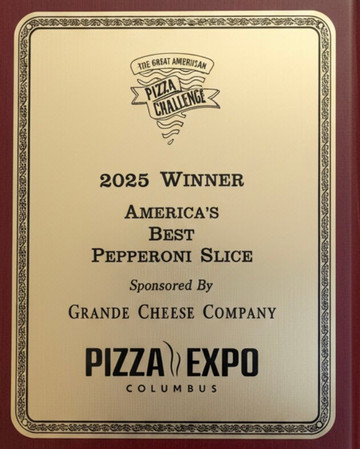 THE GREAT AMERICAN
PIZZA
CHALLENGE
2025 WINNER
AMERICA'S
BEST
PEPPERONI SLICE
Sponsored By
GRANDE CHEESE COMPANY
PIZZA EXPO
COLUMBUS